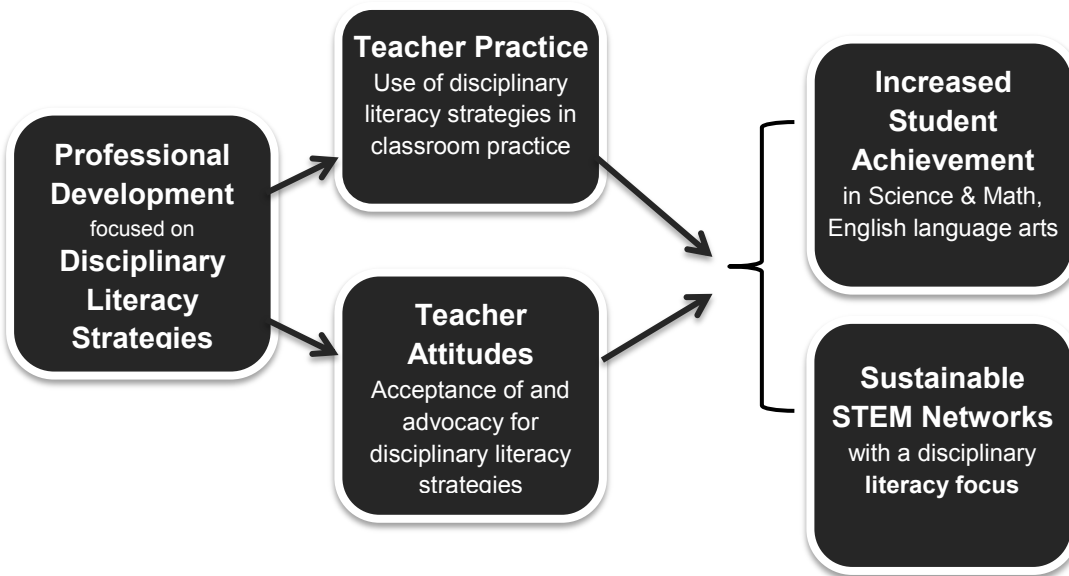 Professional
Development
focused on
Disciplinary
Literacy
Strategies
Teacher Practice
Use of disciplinary
literacy strategies in
classroom practice
Teacher
Attitudes
Acceptance of and
advocacy for
disciplinary literacy
strategies
Increased
Student
Achievement
in Science & Math,
English language arts
Sustainable
STEM Networks
with a disciplinary
literacy focus